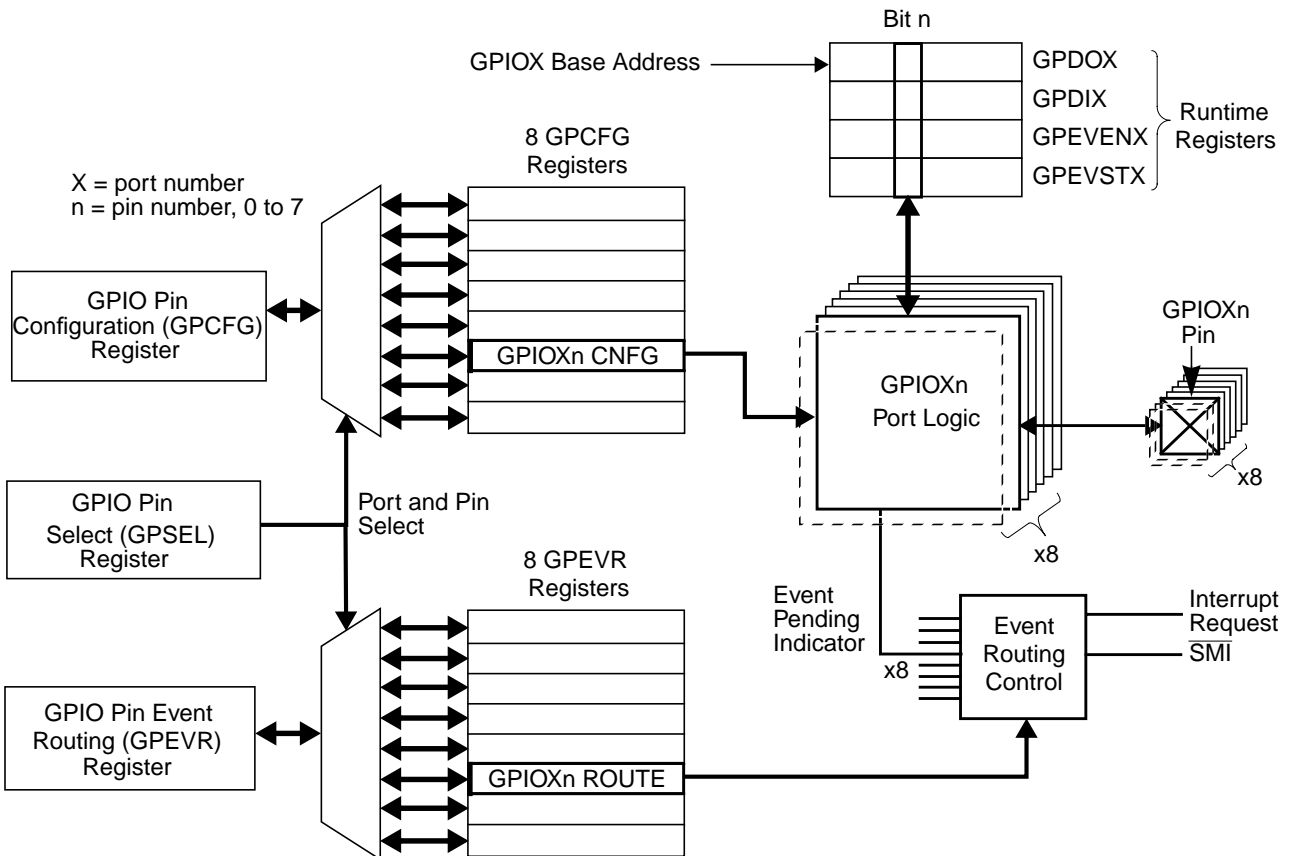 Bit n
GPIOX Base Address
GPDOX
GPDIX
GPEVENX
GPEVSTX
Runtime
Registers
8 GPCFG
Registers
X = port number
n = pin number, 0 to 7
GPIO Pin
Configuration (GPCFG)
Register
GPIOXn CNFG
GPIOXn
Port Logic
GPIOXn
Pin
x8
x8
GPIO Pin
Select (GPSEL)
Register
Port and Pin
Select
8 GPEVR
Registers
Event
Pending
Indicator
x8
Event
Routing
Control
Interrupt
Request
SMI
GPIO Pin Event
Routing (GPEVR)
Register
GPIOXn ROUTE